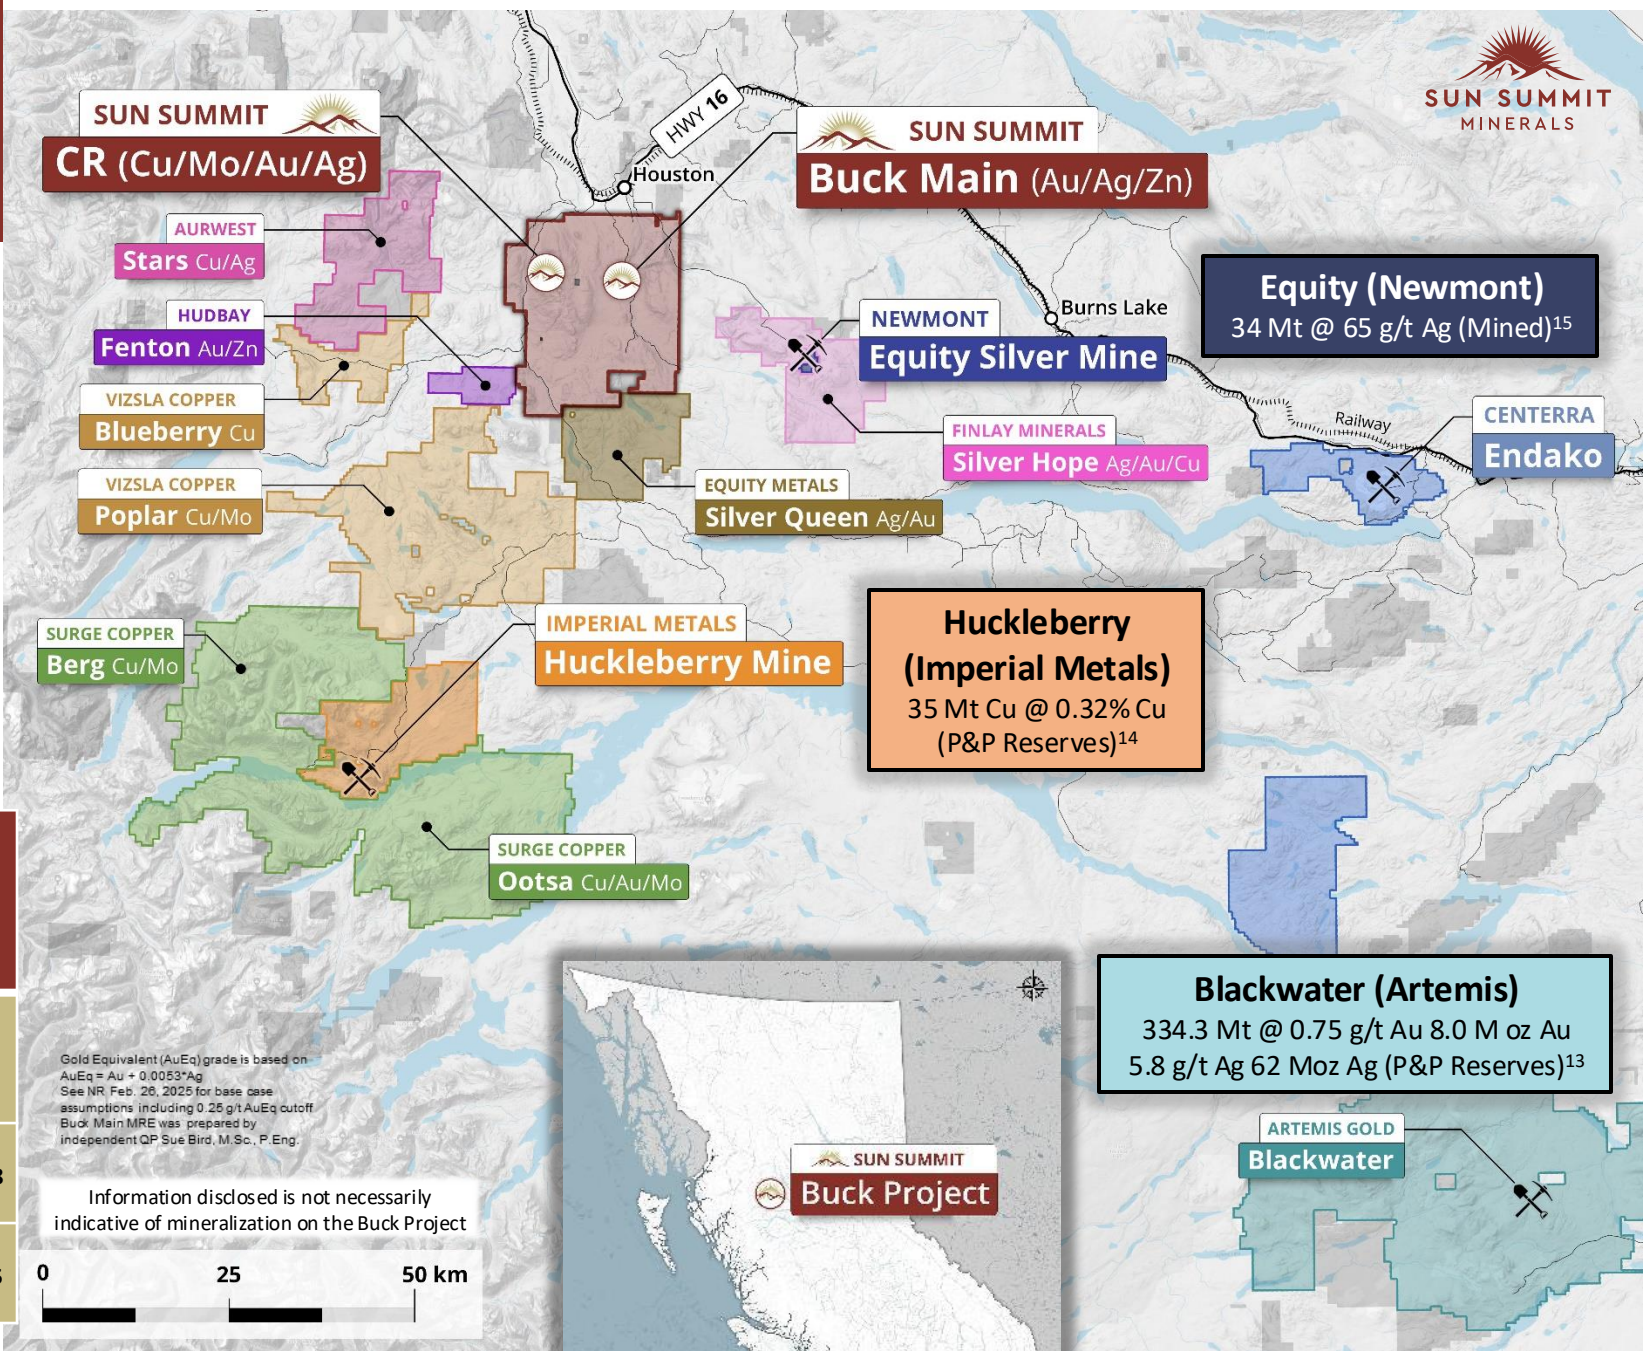 SUN SUMMIT
MINERALS
SUN SUMMIT
CR (Cu/Mo/Au/Ag)
HWY 16
Houston
SUN SUMMIT
Buck Main (Au/Ag/Zn)
AURWEST
Stars Cu/Ag
HUDBAY
Fenton Au/Zn
VIZSLA COPPER
Blueberry Cu
VIZSLA COPPER
Poplar Cu/Mo
Burns Lake
NEWMONT
Equity Silver Mine
Equity (Newmont)
34 Mt @ 65 g/t Ag (Mined)15
Railway
CENTERRA
Endako
FINLAY MINERALS
Silver Hope Ag/Au/Cu
EQUITY METALS
Silver Queen Ag/Au
SURGE COPPER
Berg Cu/Mo
IMPERIAL METALS
Huckleberry Mine
Huckleberry
(Imperial Metals)
35 Mt Cu @ 0.32% Cu
(P&P Reserves)14
SURGE COPPER
Ootsa Cu/Au/Mo
Blackwater (Artemis)
334.3 Mt @ 0.75 g/t Au 8.0 M oz Au
5.8 g/t Ag 62 Moz Ag (P&P Reserves)13
ARTEMIS GOLD
Blackwater
SUN SUMMIT
Buck Project
Gold Equivalent (AuEq) grade is based on
AuEq = Au + 0.0053*Ag
See NR Feb. 26, 2025 for base case
assumptions including 0.25 g/t AuEq cutoff
Buck Main MRE was prepared by
independent QP Sue Bird, M.Sc., P.Eng.
Information disclosed is not necessarily
indicative of mineralization on the Buck Project
0 25 50 km